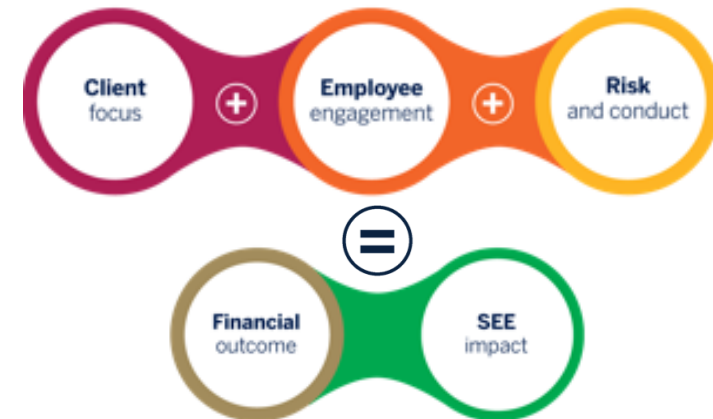 Client
focus
+
Employee
engagement
+
Risk
and conduct
=
Financial
outcome
SEE
impact